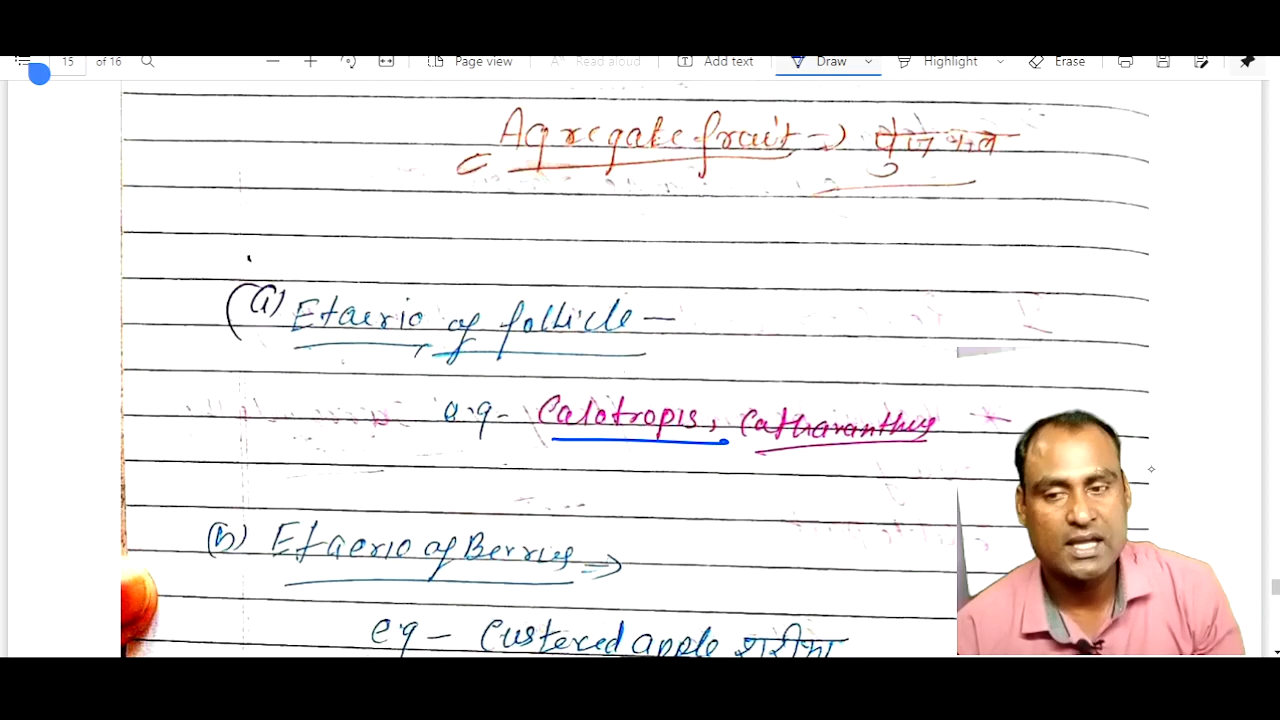 15 of 16 Page view Read aloud Add text Draw Highlight Erase
Agregate fruit → पुंज फल
(a) Etaerio of follicle —
e.g- Calotropis, Catharanthus
(b) Etaerio of Berries →
e.g - Custered apple शरीफा